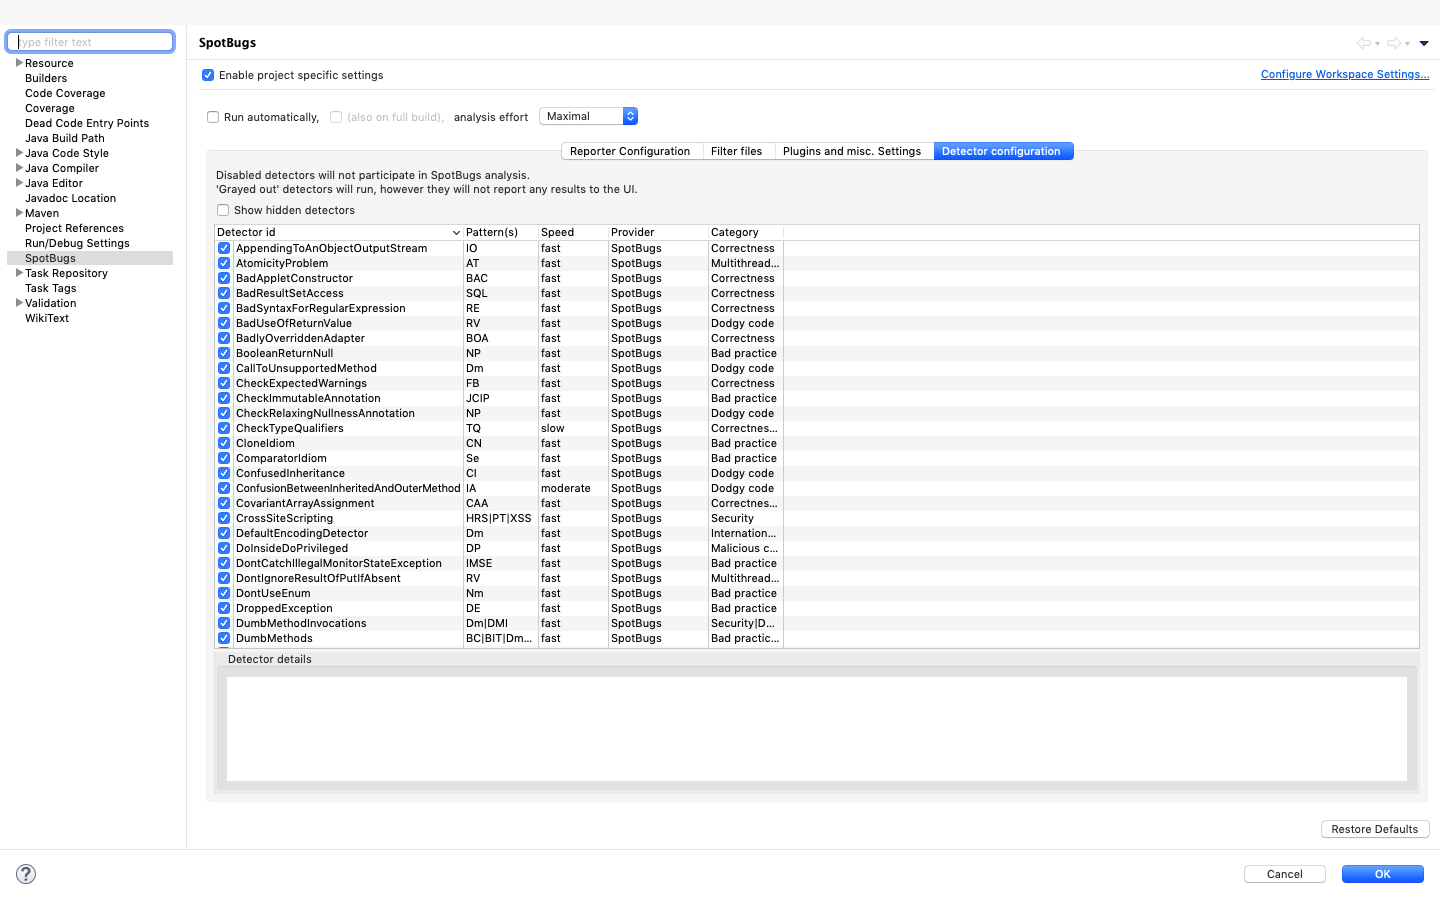 type filter text
Resource
Builders
Code Coverage
Coverage
Dead Code Entry Points
Java Build Path
Java Code Style
Java Compiler
Java Editor
Javadoc Location
Maven
Project References
Run/Debug Settings
SpotBugs
Task Repository
Task Tags
Validation
WikiText
SpotBugs
Enable project specific settings
Configure Workspace Settings...
Run automatically, (also on full build), analysis effort Maximal
Reporter Configuration Filter files Plugins and misc. Settings Detector configuration
Disabled detectors will not participate in SpotBugs analysis.
'Grayed out' detectors will run, however they will not report any results to the UI.
Show hidden detectors
Detector id Pattern(s) Speed Provider Category
AppendingToAnObjectOutputStream IO fast SpotBugs Correctness
AtomicityProblem AT fast SpotBugs Multithread...
BadAppletConstructor BAC fast SpotBugs Correctness
BadResultSetAccess SQL fast SpotBugs Correctness
BadSyntaxForRegularExpression RE fast SpotBugs Correctness
BadUseOfReturnValue RV fast SpotBugs Dodgy code
BadlyOverriddenAdapter BOA fast SpotBugs Correctness
BooleanReturnNull NP fast SpotBugs Bad practice
CallToUnsupportedMethod Dm fast SpotBugs Dodgy code
CheckExpectedWarnings FB fast SpotBugs Correctness
CheckImmutableAnnotation JCIP fast SpotBugs Bad practice
CheckRelaxingNullnessAnnotation NP fast SpotBugs Dodgy code
CheckTypeQualifiers TQ slow SpotBugs Correctnes...
CloneIdiom CN fast SpotBugs Bad practice
ComparatorIdiom Se fast SpotBugs Bad practice
ConfusedInheritance CI fast SpotBugs Dodgy code
ConfusionBetweenInheritedAndOuterMethod IA moderate SpotBugs Dodgy code
CovariantArrayAssignment CAA fast SpotBugs Correctnes...
CrossSiteScripting HRS|PT|XSS fast SpotBugs Security
DefaultEncodingDetector Dm fast SpotBugs Internation...
DoInsideDoPrivileged DP fast SpotBugs Malicious c...
DontCatchIllegalMonitorStateException IMSE fast SpotBugs Bad practice
DontIgnoreResultOfPutIfAbsent RV fast SpotBugs Multithread...
DontUseEnum Nm fast SpotBugs Bad practice
DroppedException DE fast SpotBugs Bad practice
DumbMethodInvocations Dm|DMI fast SpotBugs Security|D...
DumbMethods BC|BIT|Dm... fast SpotBugs Bad practic...
Detector details
Restore Defaults
?
Cancel
OK